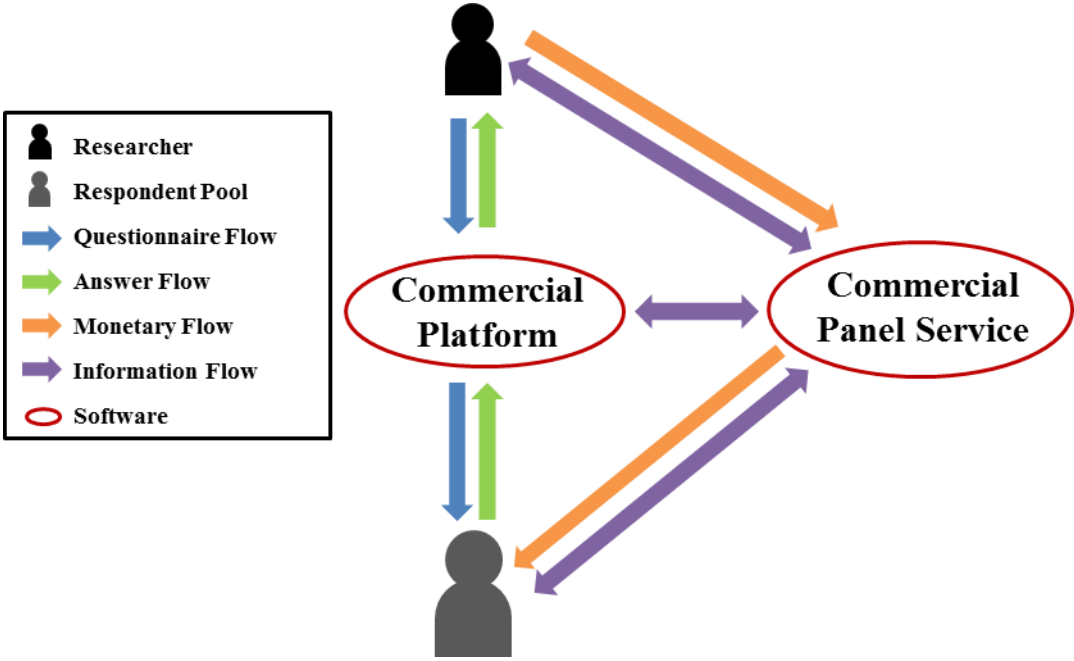 Researcher
Respondent Pool
Questionnaire Flow
Answer Flow
Monetary Flow
Information Flow
Software
Commercial
Platform
Commercial
Panel Service